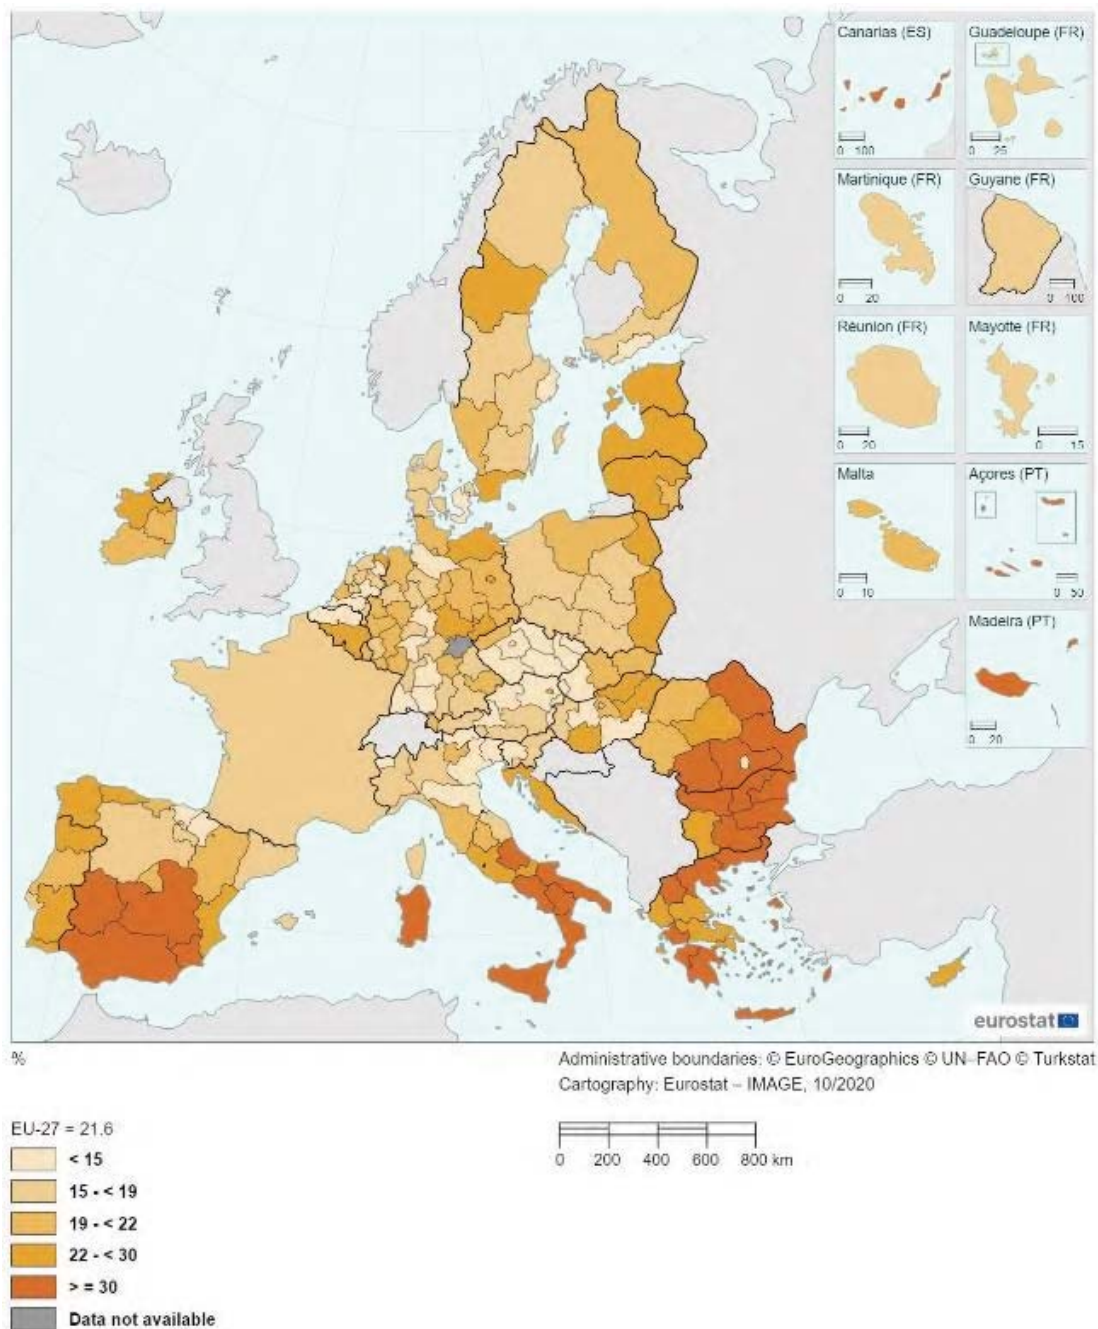 Canarias (ES)
0 100
Guadeloupe (FR)
0 25
Martinique (FR)
0 20
Guyane (FR)
0 100
Réunion (FR)
0 20
Mayotte (FR)
0 15
Malta
0 10
Açores (PT)
0 50
Madeira (PT)
0 20
eurostat
%
Administrative boundaries: © EuroGeographics © UN–FAO © Turkstat
Cartography: Eurostat – IMAGE, 10/2020
EU-27 = 21.6
< 15
15 - < 19
19 - < 22
22 - < 30
> = 30
Data not available
0 200 400 600 800 km